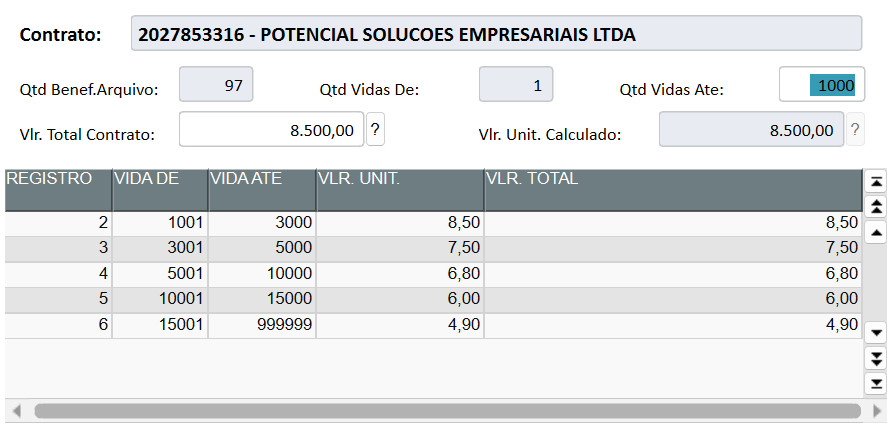 Contrato: 2027853316 - POTENCIAL SOLUCOES EMPRESARIAIS LTDA
Qtd Benef.Arquivo: 97 Qtd Vidas De: 1 Qtd Vidas Ate: 1000
Vlr. Total Contrato: 8.500,00 ? Vlr. Unit. Calculado: 8.500,00 ?
REGISTRO VIDA DE VIDA ATE VLR. UNIT. VLR. TOTAL
2 1001 3000 8,50 8,50
3 3001 5000 7,50 7,50
4 5001 10000 6,80 6,80
5 10001 15000 6,00 6,00
6 15001 999999 4,90 4,90